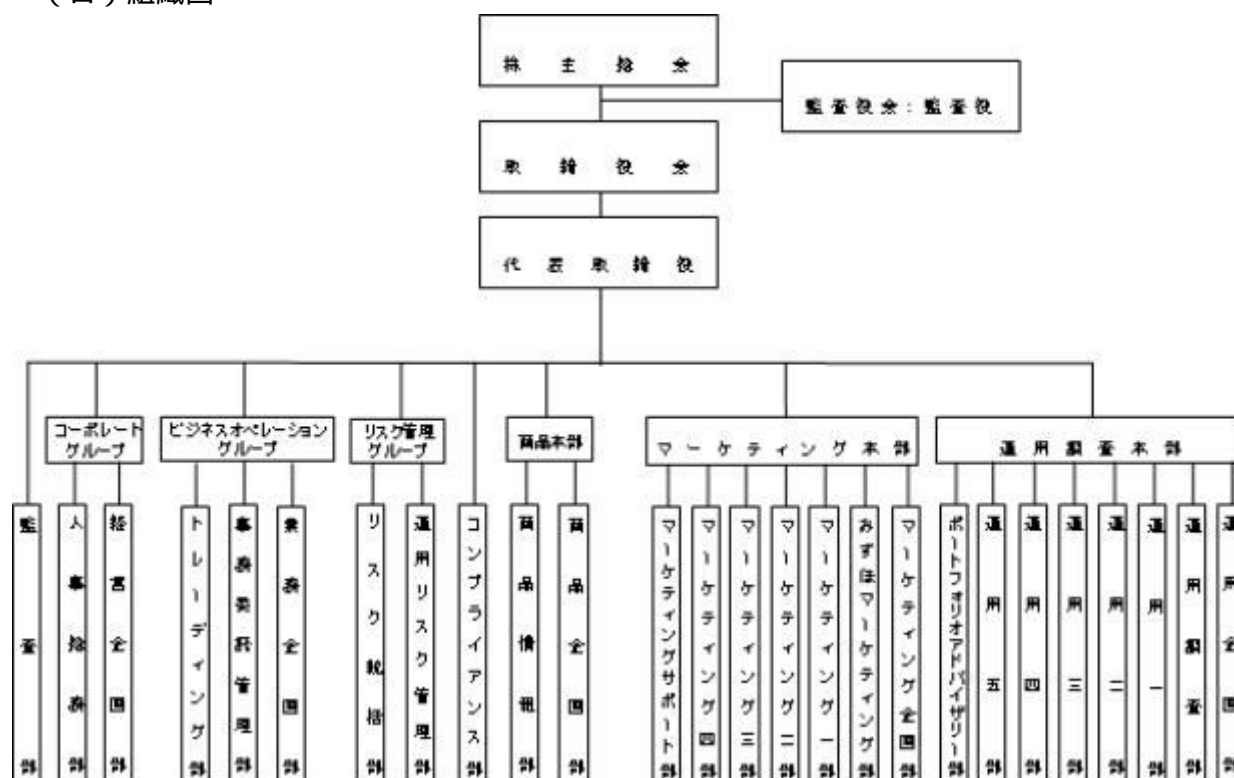 （ロ）組織図
株主総会
監査役会：監査役
取締役会
代表取締役
コーポレート
グループ
ビジネスオペレーション
グループ
リスク管理
グループ
商品本部
マーケティング本部
運用調査本部
監査部
人事総務部
経営企画部
トレーディング部
事務委託管理部
業務企画部
リスク統括部
運用リスク管理部
コンプライアンス部
商品情報部
商品企画部
マーケティングサポート部
マーケティング四部
マーケティング三部
マーケティング二部
マーケティング一部
みずほマーケティング部
マーケティング企画部
ポートフォリオアドバイザリー部
運用五部
運用四部
運用三部
運用二部
運用一部
運用調査部
運用企画部